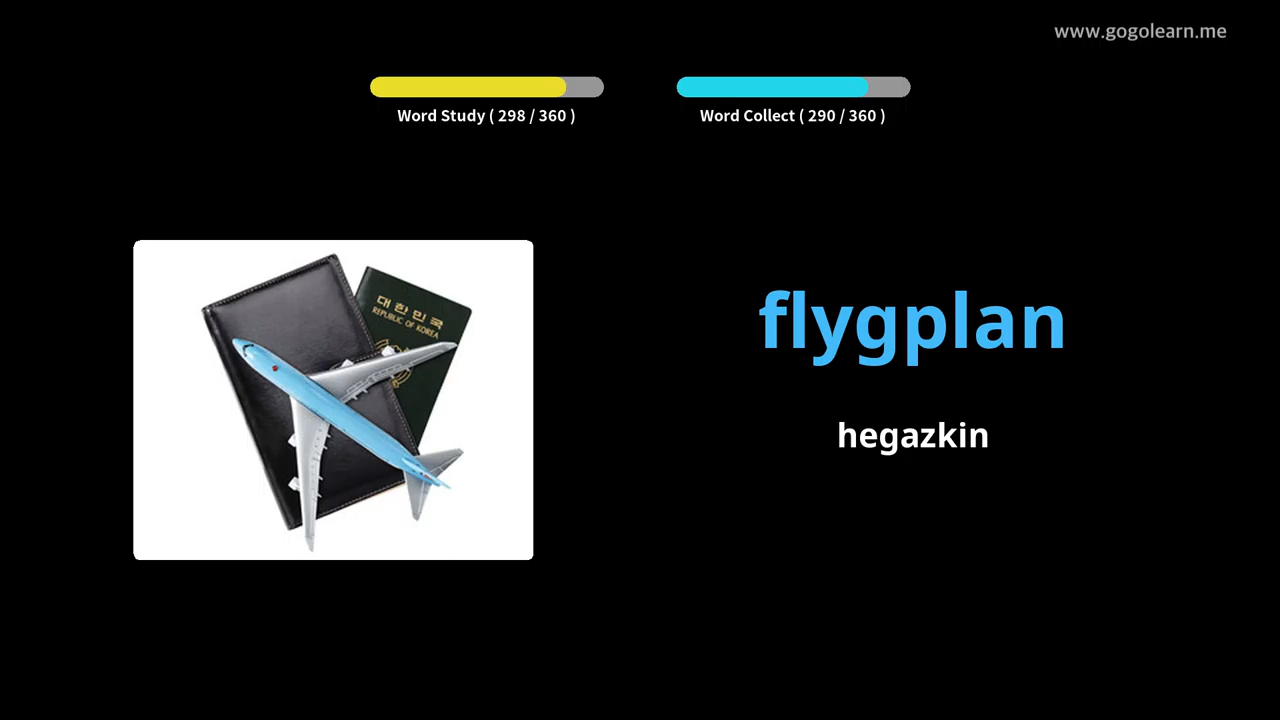 www.gogolearn.me
Word Study ( 298 / 360 )
Word Collect ( 290 / 360 )
대한민국
REPUBLIC OF KOREA
flygplan
hegazkin